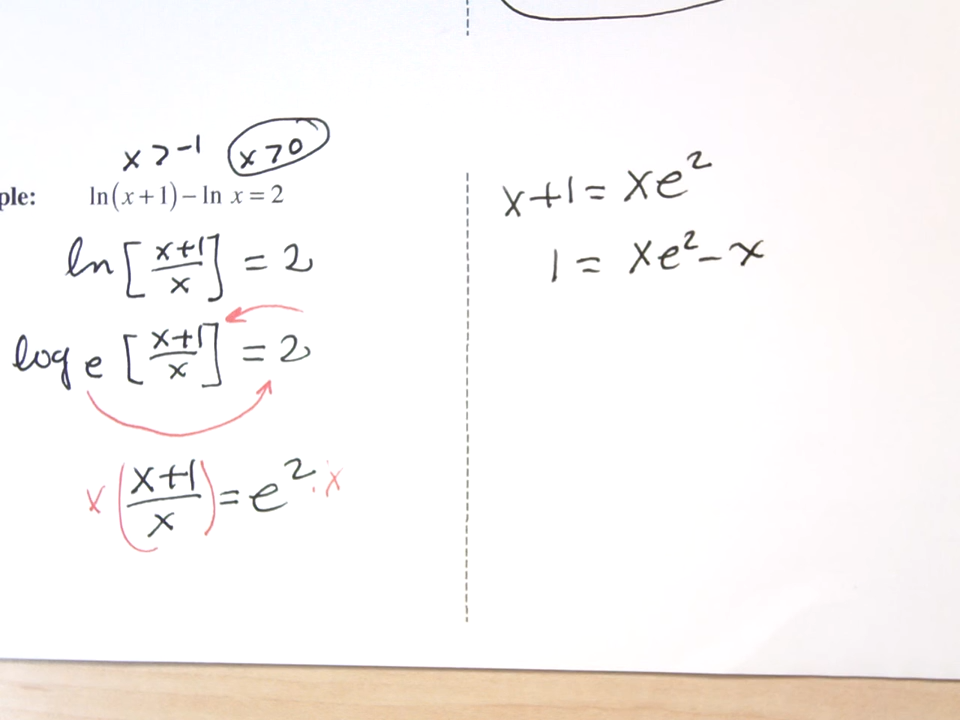 x > -1 x > 0
ple: ln(x+1) – ln x = 2
ln [x+1/x] = 2
log e [x+1/x] = 2
x (x+1/x) = e² · x
x+1 = xe²
1 = xe² - x